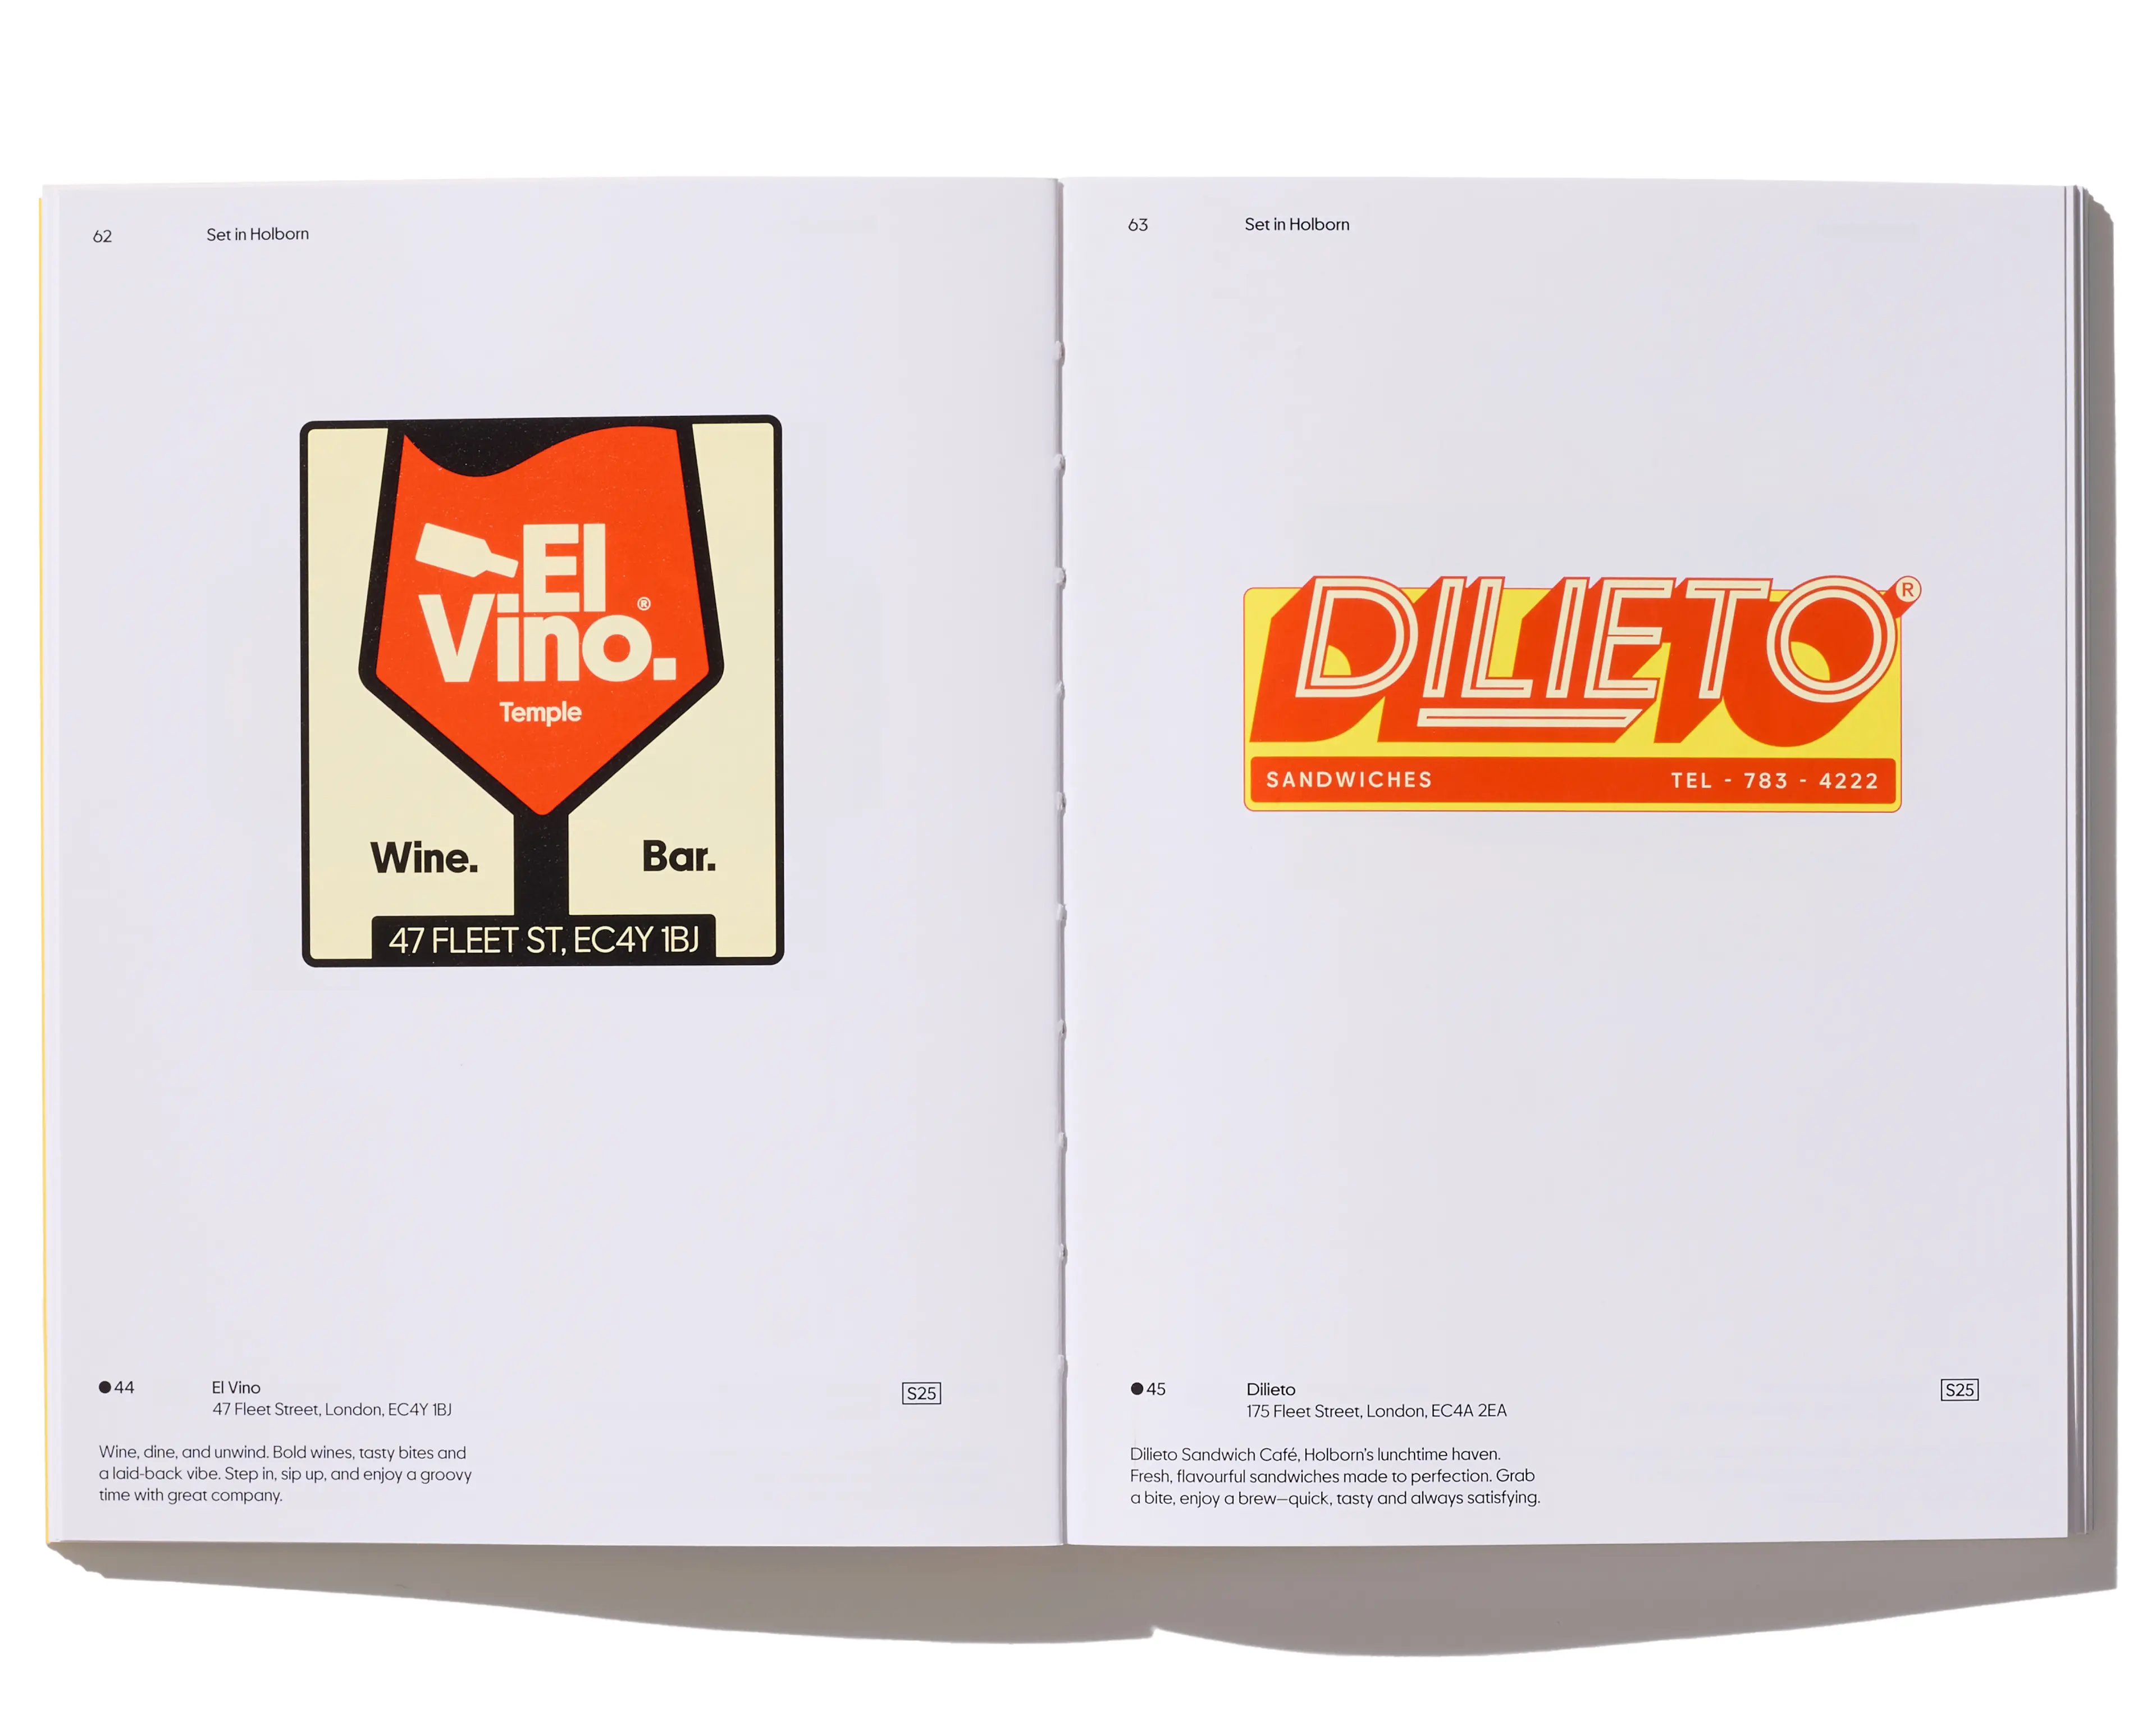 62 Set in Holborn
El
Vino.®
Temple
Wine. Bar.
47 FLEET ST, EC4Y 1BJ
●44 El Vino S25
47 Fleet Street, London, EC4Y 1BJ
Wine, dine, and unwind. Bold wines, tasty bites and
a laid-back vibe. Step in, sip up, and enjoy a groovy
time with great company.
63 Set in Holborn
DILIETO®
SANDWICHES TEL - 783 - 4222
●45 Dilieto S25
175 Fleet Street, London, EC4A 2EA
Dilieto Sandwich Café, Holborn's lunchtime haven.
Fresh, flavourful sandwiches made to perfection. Grab
a bite, enjoy a brew—quick, tasty and always satisfying.